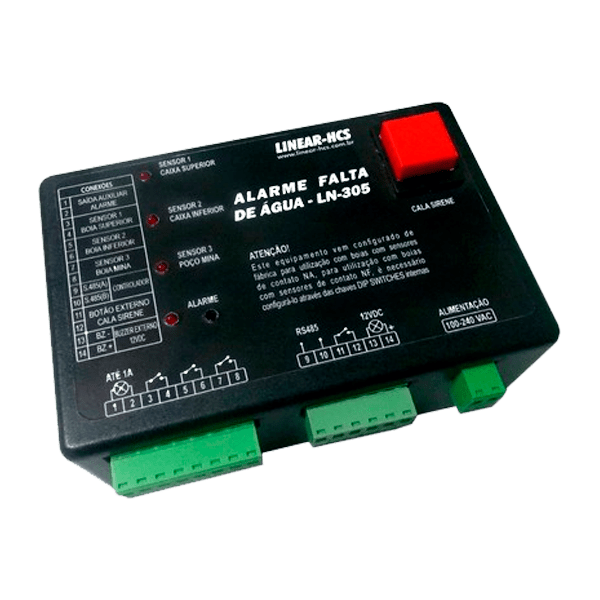 LINEAR-HCS
www.linear-hcs.com.br
ALARME FALTA
DE ÁGUA - LN-305
CALA SIRENE
SENSOR 1
CAIXA SUPERIOR
SENSOR 2
CAIXA INFERIOR
SENSOR 3
POÇO MINA
ALARME
CONEXÕES
1
2
SAIDA AUXILIAR
ALARME
3
4
SENSOR 1
BOIA SUPERIOR
5
6
SENSOR 2
BOIA INFERIOR
7
8
SENSOR 3
BOIA MINA
9
S.485(A)
10
S.485(B)
CONTROLADOR
11
12
BOTÃO EXTERNO
CALA SIRENE
13
BZ -
14
BZ +
BUZZER EXTERNO
12VDC
ATENÇÃO!
Este equipamento vem configurado de
fábrica para utilização com boias com sensores
de contato NA, para utilização com boias
com sensores de contato NF, é necessário
configurá-lo através das chaves DIP SWITCHES internas
ATÉ 1A
1 2 3 4 5 6 7 8
RS485
12VDC
- +
9 10 11 12 13 14
ALIMENTAÇÃO
100-240 VAC